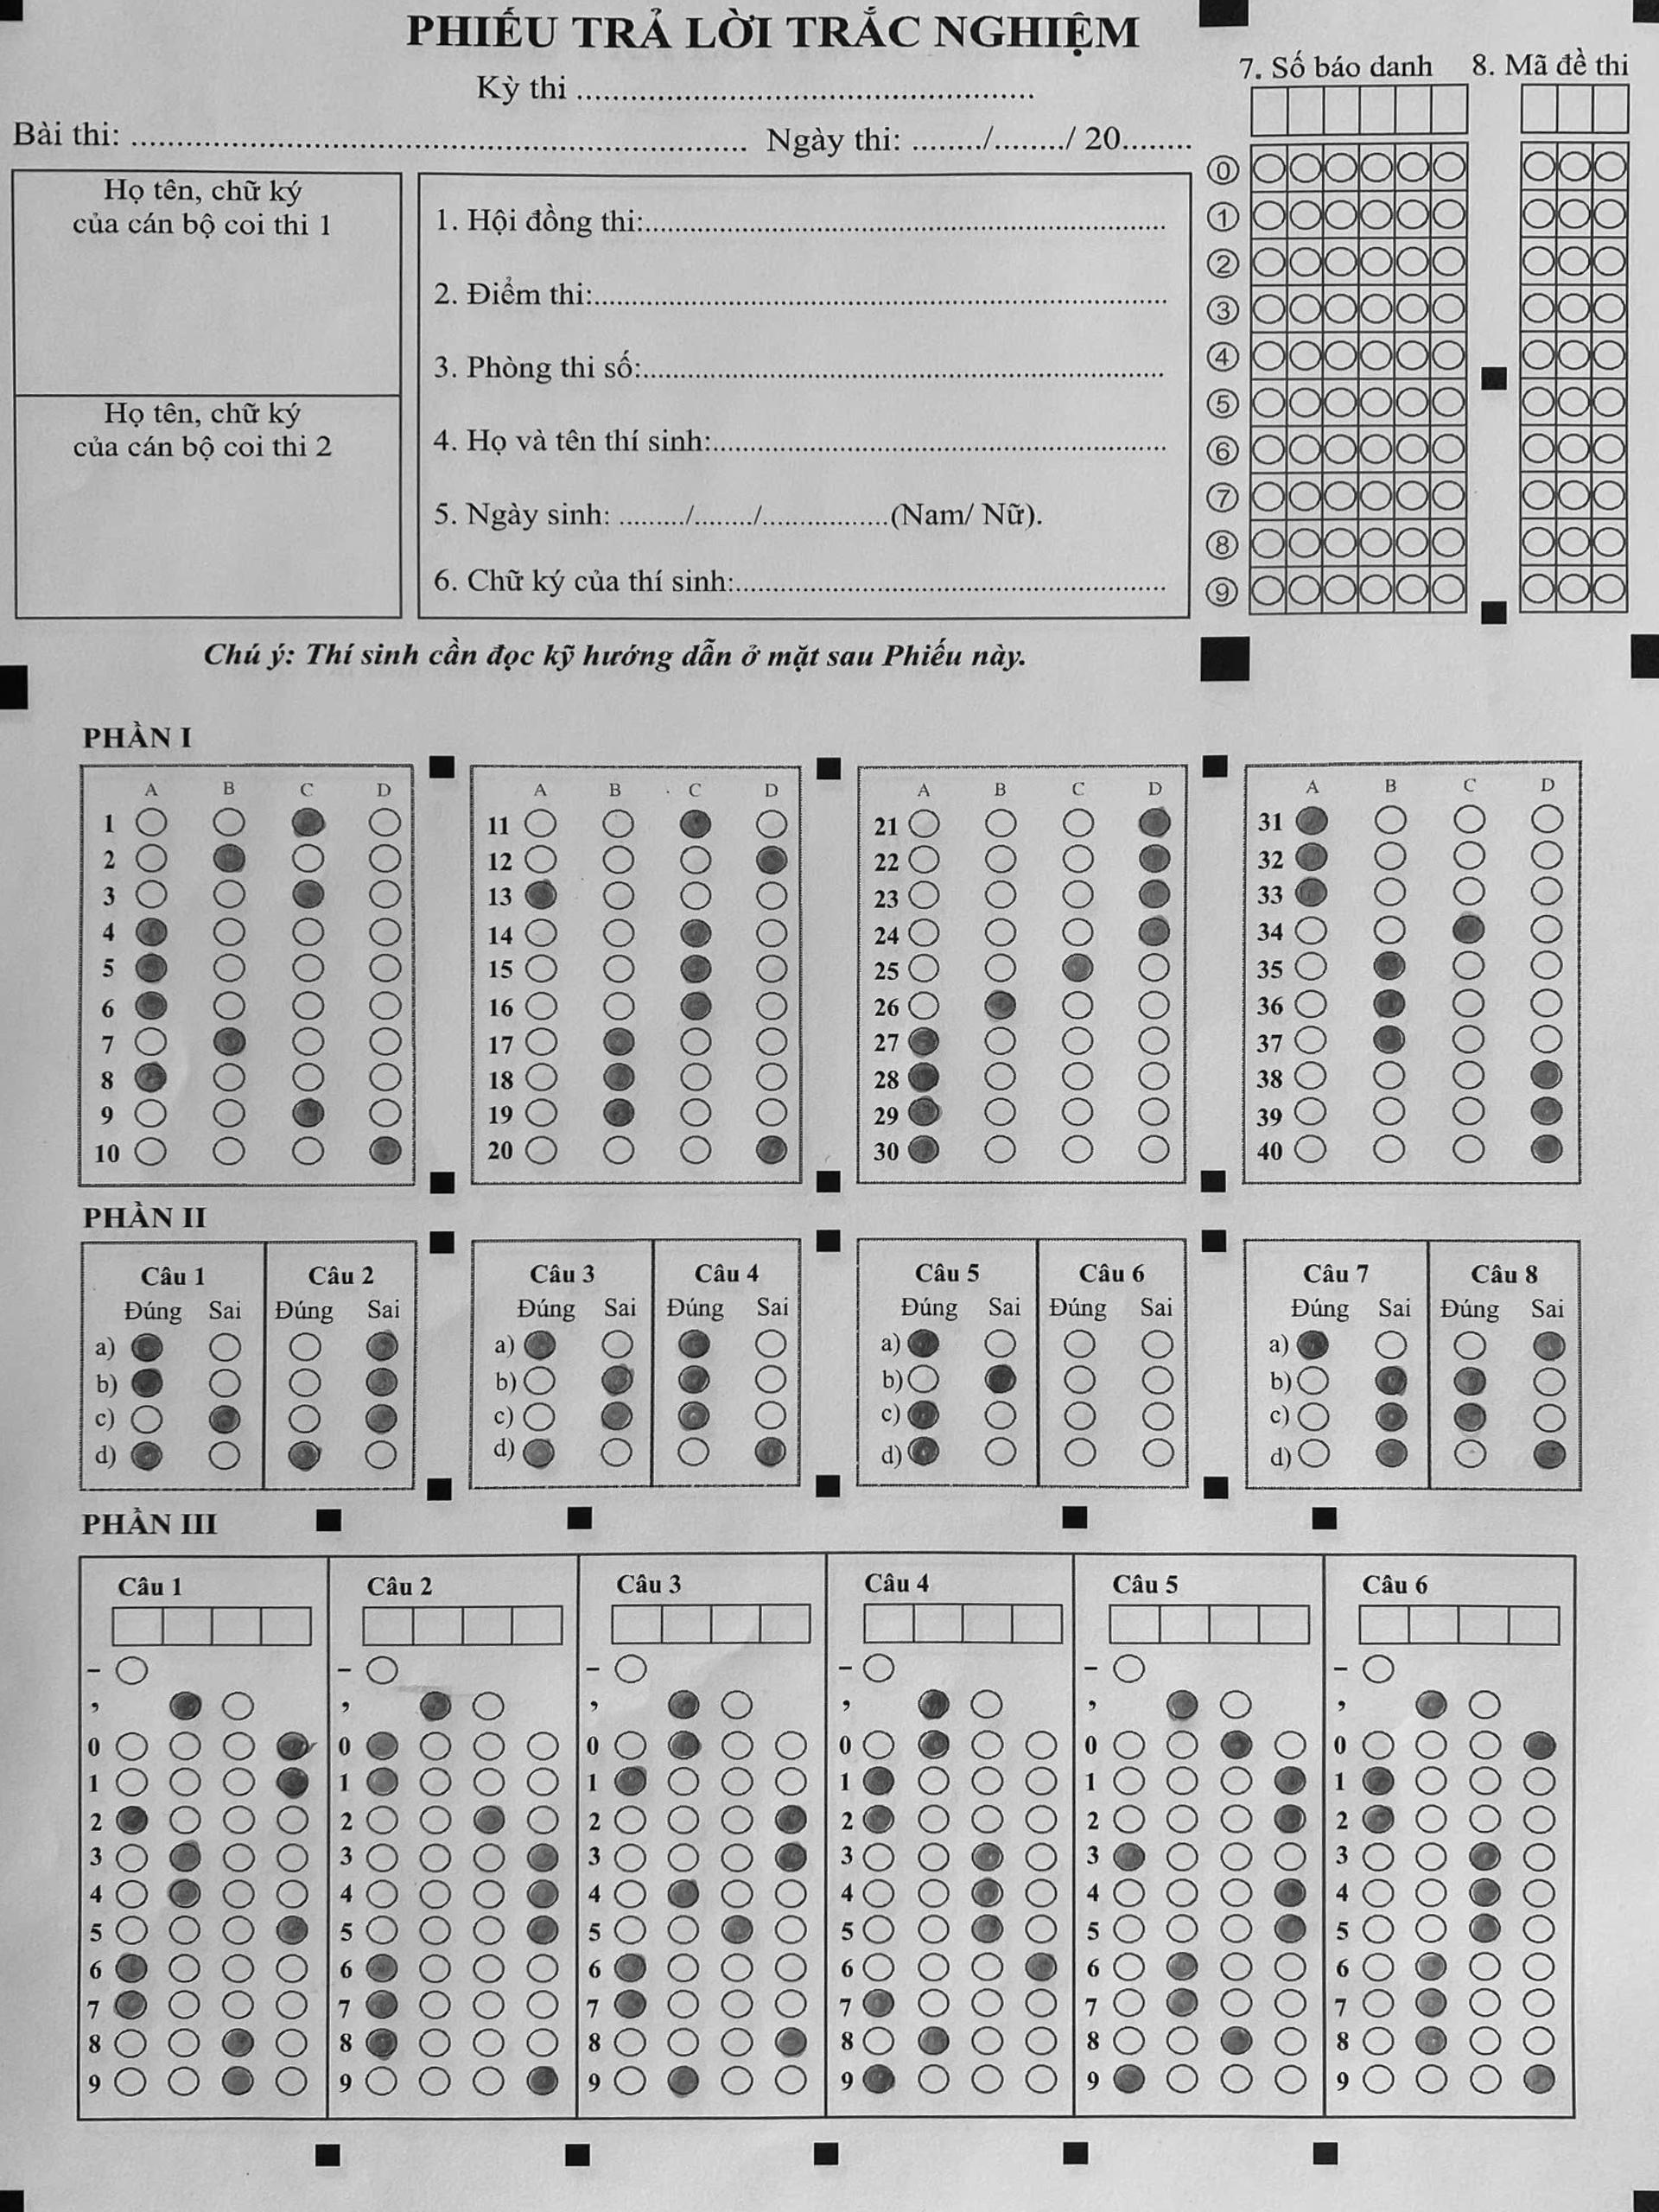 PHIẾU TRẢ LỜI TRẮC NGHIỆM
Kỳ thi ..................................................
Bài thi: .................................................................... Ngày thi: ......../......../ 20........
7. Số báo danh 8. Mã đề thi
Họ tên, chữ ký
của cán bộ coi thi 1
Họ tên, chữ ký
của cán bộ coi thi 2
1. Hội đồng thi:..........................................................
2. Điểm thi:................................................................
3. Phòng thi số:..........................................................
4. Họ và tên thí sinh:..................................................
5. Ngày sinh: ........./......../.................(Nam/ Nữ).
6. Chữ ký của thí sinh:................................................
0
1
2
3
4
5
6
7
8
9
Chú ý: Thí sinh cần đọc kỹ hướng dẫn ở mặt sau Phiếu này.
PHẦN I
A B C D A B C D A B C D A B C D
1 11 21 31
2 12 22 32
3 13 23 33
4 14 24 34
5 15 25 35
6 16 26 36
7 17 27 37
8 18 28 38
9 19 29 39
10 20 30 40
PHẦN II
Câu 1 Câu 2 Câu 3 Câu 4 Câu 5 Câu 6 Câu 7 Câu 8
Đúng Sai Đúng Sai Đúng Sai Đúng Sai Đúng Sai Đúng Sai Đúng Sai Đúng Sai
a) a) a) a)
b) b) b) b)
c) c) c) c)
d) d) d) d)
PHẦN III
Câu 1 Câu 2 Câu 3 Câu 4 Câu 5 Câu 6
- - - - - -
, , , , , ,
0 0 0 0 0 0
1 1 1 1 1 1
2 2 2 2 2 2
3 3 3 3 3 3
4 4 4 4 4 4
5 5 5 5 5 5
6 6 6 6 6 6
7 7 7 7 7 7
8 8 8 8 8 8
9 9 9 9 9 9